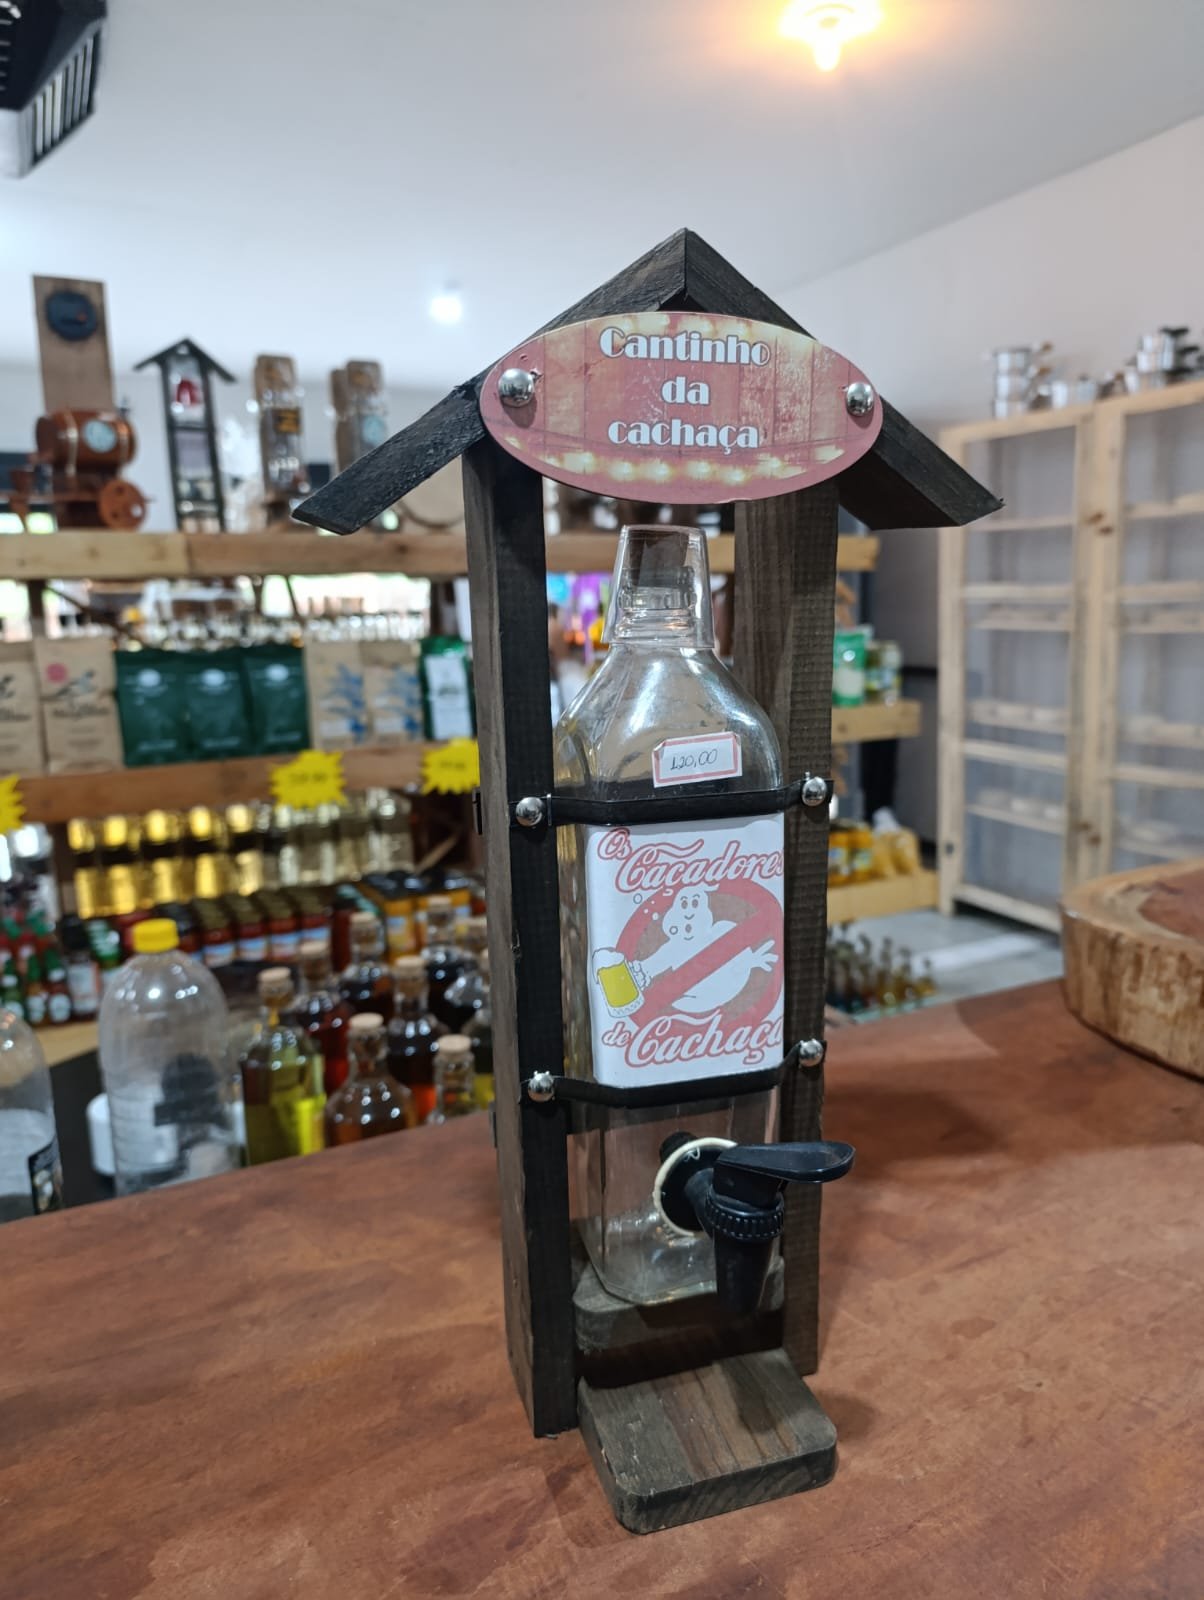 Cantinho
da
cachaça
120,00
Os
Caçadores
de Cachaça